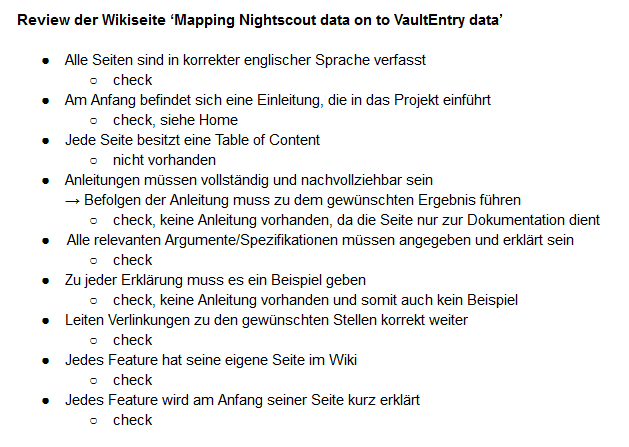 Review der Wikiseite ‘Mapping Nightscout data on to VaultEntry data’
● Alle Seiten sind in korrekter englischer Sprache verfasst
○ check
● Am Anfang befindet sich eine Einleitung, die in das Projekt einführt
○ check, siehe Home
● Jede Seite besitzt eine Table of Content
○ nicht vorhanden
● Anleitungen müssen vollständig und nachvollziehbar sein
→ Befolgen der Anleitung muss zu dem gewünschten Ergebnis führen
○ check, keine Anleitung vorhanden, da die Seite nur zur Dokumentation dient
● Alle relevanten Argumente/Spezifikationen müssen angegeben und erklärt sein
○ check
● Zu jeder Erklärung muss es ein Beispiel geben
○ check, keine Anleitung vorhanden und somit auch kein Beispiel
● Leiten Verlinkungen zu den gewünschten Stellen korrekt weiter
○ check
● Jedes Feature hat seine eigene Seite im Wiki
○ check
● Jedes Feature wird am Anfang seiner Seite kurz erklärt
○ check